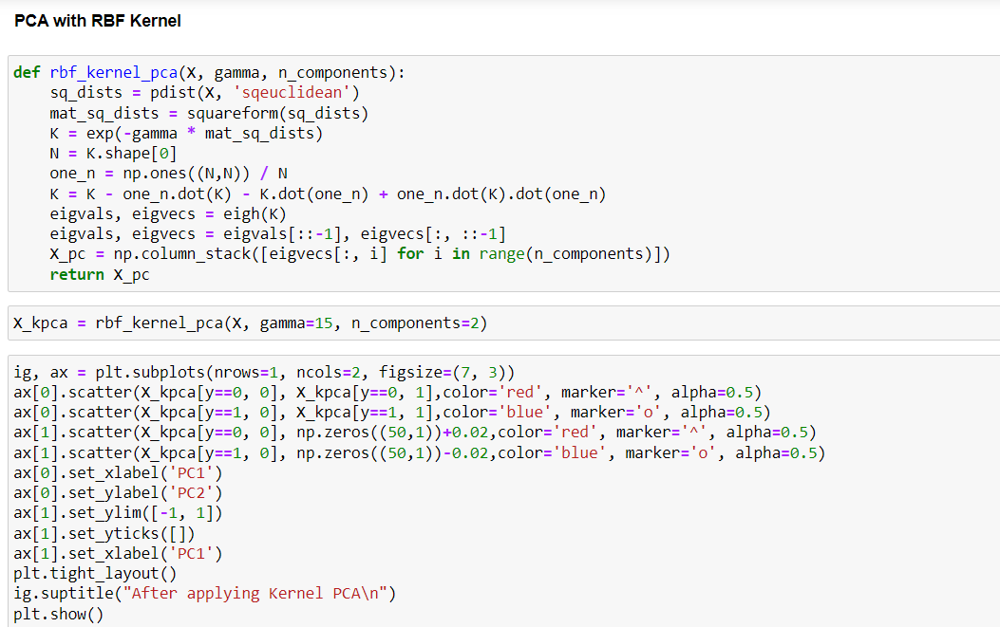 PCA with RBF Kernel
def rbf_kernel_pca(X, gamma, n_components):
    sq_dists = pdist(X, 'sqeuclidean')
    mat_sq_dists = squareform(sq_dists)
    K = exp(-gamma * mat_sq_dists)
    N = K.shape[0]
    one_n = np.ones((N,N)) / N
    K = K - one_n.dot(K) - K.dot(one_n) + one_n.dot(K).dot(one_n)
    eigvals, eigvecs = eigh(K)
    eigvals, eigvecs = eigvals[::-1], eigvecs[:, ::-1]
    X_pc = np.column_stack([eigvecs[:, i] for i in range(n_components)])
    return X_pc
X_kpca = rbf_kernel_pca(X, gamma=15, n_components=2)
ig, ax = plt.subplots(nrows=1, ncols=2, figsize=(7, 3))
ax[0].scatter(X_kpca[y==0, 0], X_kpca[y==0, 1],color='red', marker='^', alpha=0.5)
ax[0].scatter(X_kpca[y==1, 0], X_kpca[y==1, 1],color='blue', marker='o', alpha=0.5)
ax[1].scatter(X_kpca[y==0, 0], np.zeros((50,1))+0.02,color='red', marker='^', alpha=0.5)
ax[1].scatter(X_kpca[y==1, 0], np.zeros((50,1))-0.02,color='blue', marker='o', alpha=0.5)
ax[0].set_xlabel('PC1')
ax[0].set_ylabel('PC2')
ax[1].set_ylim([-1, 1])
ax[1].set_yticks([])
ax[1].set_xlabel('PC1')
plt.tight_layout()
ig.suptitle("After applying Kernel PCA\n")
plt.show()